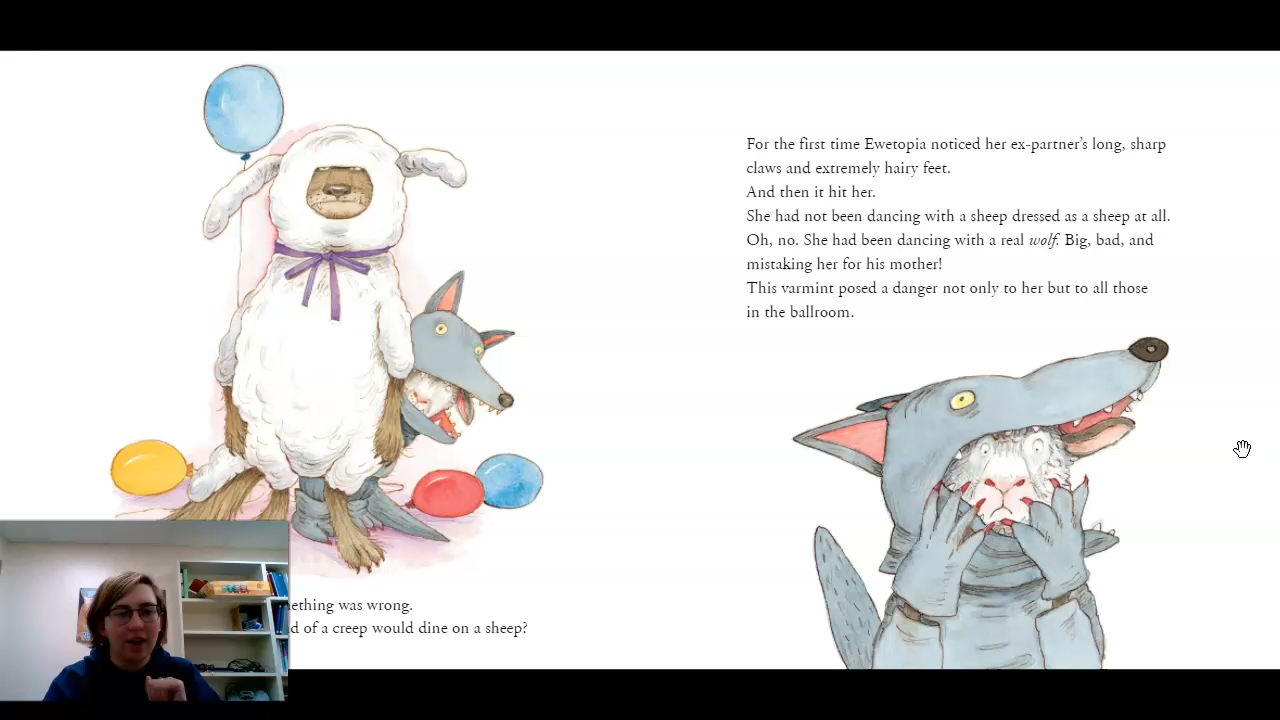 ething was wrong.
d of a creep would dine on a sheep?
For the first time Ewetopia noticed her ex-partner's long, sharp
claws and extremely hairy feet.
And then it hit her.
She had not been dancing with a sheep dressed as a sheep at all.
Oh, no. She had been dancing with a real wolf. Big, bad, and
mistaking her for his mother!
This varmint posed a danger not only to her but to all those
in the ballroom.